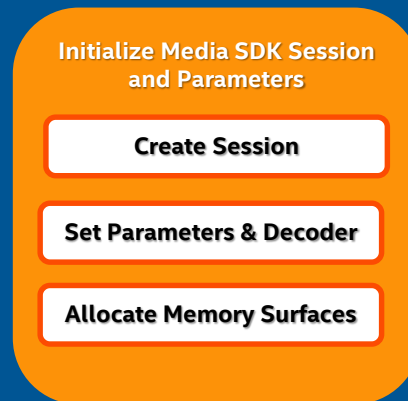 Initialize Media SDK Session
and Parameters
Create Session
Set Parameters & Decoder
Allocate Memory Surfaces